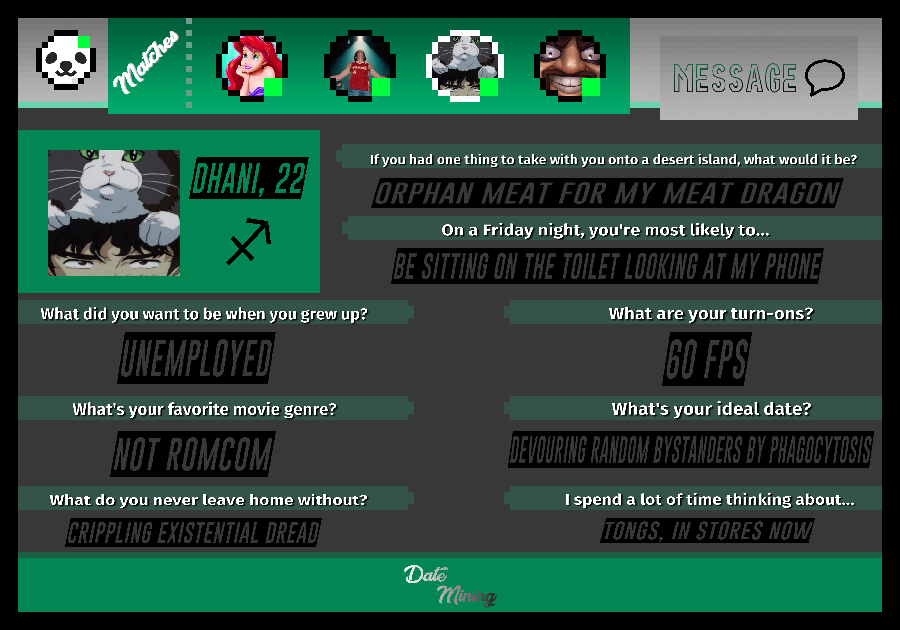 Matches
MESSAGE
DHANI, 22
If you had one thing to take with you onto a desert island, what would it be?
ORPHAN MEAT FOR MY MEAT DRAGON
On a Friday night, you're most likely to...
BE SITTING ON THE TOILET LOOKING AT MY PHONE
What did you want to be when you grew up?
UNEMPLOYED
What are your turn-ons?
60 FPS
What's your favorite movie genre?
NOT ROMCOM
What's your ideal date?
DEVOURING RANDOM BYSTANDERS BY PHAGOCYTOSIS
What do you never leave home without?
CRIPPLING EXISTENTIAL DREAD
I spend a lot of time thinking about...
TONGS, IN STORES NOW
Date
Mining